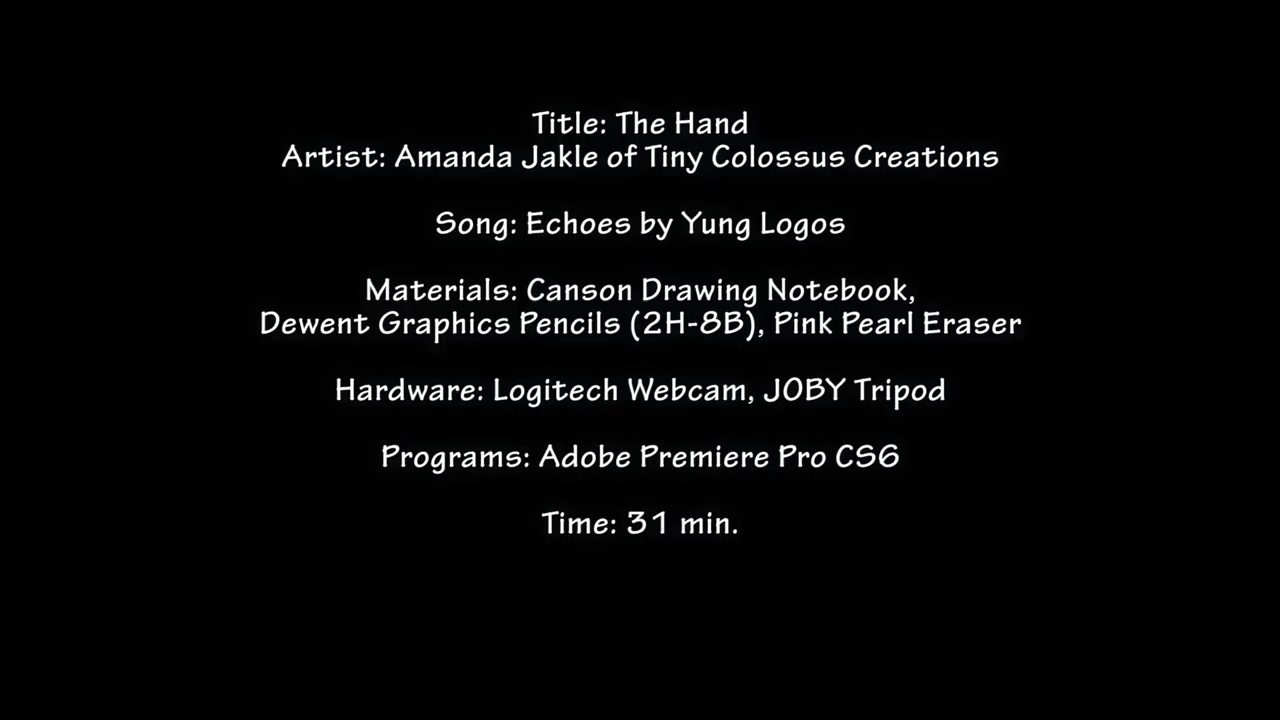 Title: The Hand
Artist: Amanda Jakle of Tiny Colossus Creations
Song: Echoes by Yung Logos
Materials: Canson Drawing Notebook,
Dewent Graphics Pencils (2H-8B), Pink Pearl Eraser
Hardware: Logitech Webcam, JOBY Tripod
Programs: Adobe Premiere Pro CS6
Time: 31 min.